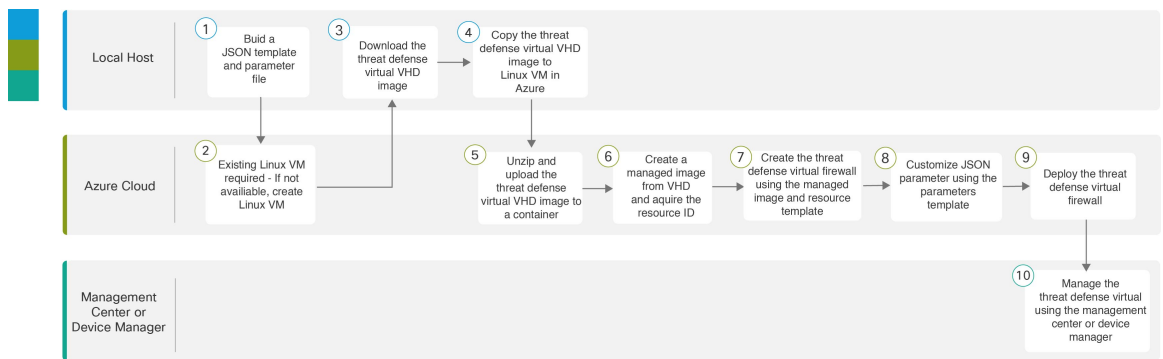 Local Host
1
Buid a
JSON template
and parameter
file
3
Download the
threat defense
virtual VHD
image
4
Copy the threat
defense virtual VHD
image to
Linux VM in
Azure
Azure Cloud
2
Existing Linux VM
required - If not
availiable, create
Linux VM
5
Unzip and
upload the
threat defense
virtual VHD image to
a container
6
Create a
managed image
from VHD
and aquire the
resource ID
7
Create the threat
defense virtual firewall
using the managed
image and resource
template
8
Customize JSON
parameter using the
parameters
template
9
Deploy the threat
defense virtual
firewall
Management
Center or
Device Manager
10
Manage the
threat defense virtual
using the management
center or device
manager